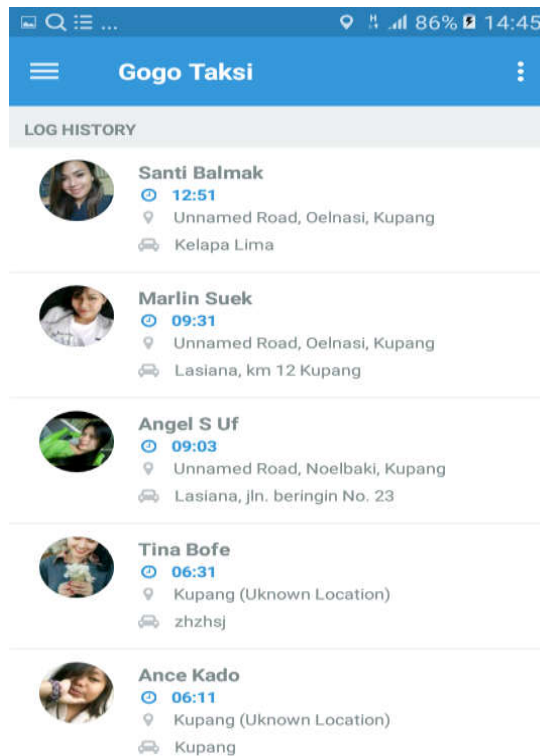 ... 86% 14:45
Gogo Taksi
LOG HISTORY
Santi Balmak
12:51
Unnamed Road, Oelnasi, Kupang
Kelapa Lima
Marlin Suek
09:31
Unnamed Road, Oelnasi, Kupang
Lasiana, km 12 Kupang
Angel S Uf
09:03
Unnamed Road, Noelbaki, Kupang
Lasiana, jln. beringin No. 23
Tina Bofe
06:31
Kupang (Uknown Location)
zhzhsj
Ance Kado
06:11
Kupang (Uknown Location)
Kupang